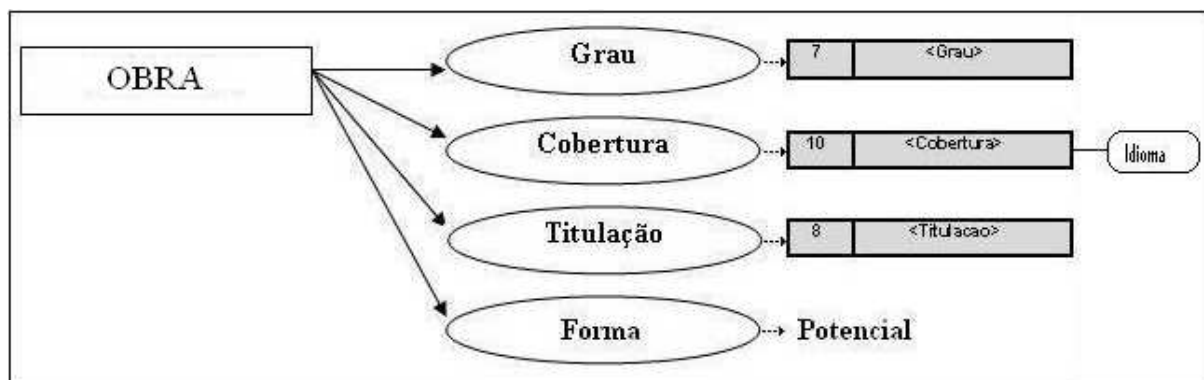 OBRA
Grau
7 <Grau>
Cobertura
10 <Cobertura>
Idioma
Titulação
8 <Titulacao>
Forma
Potencial